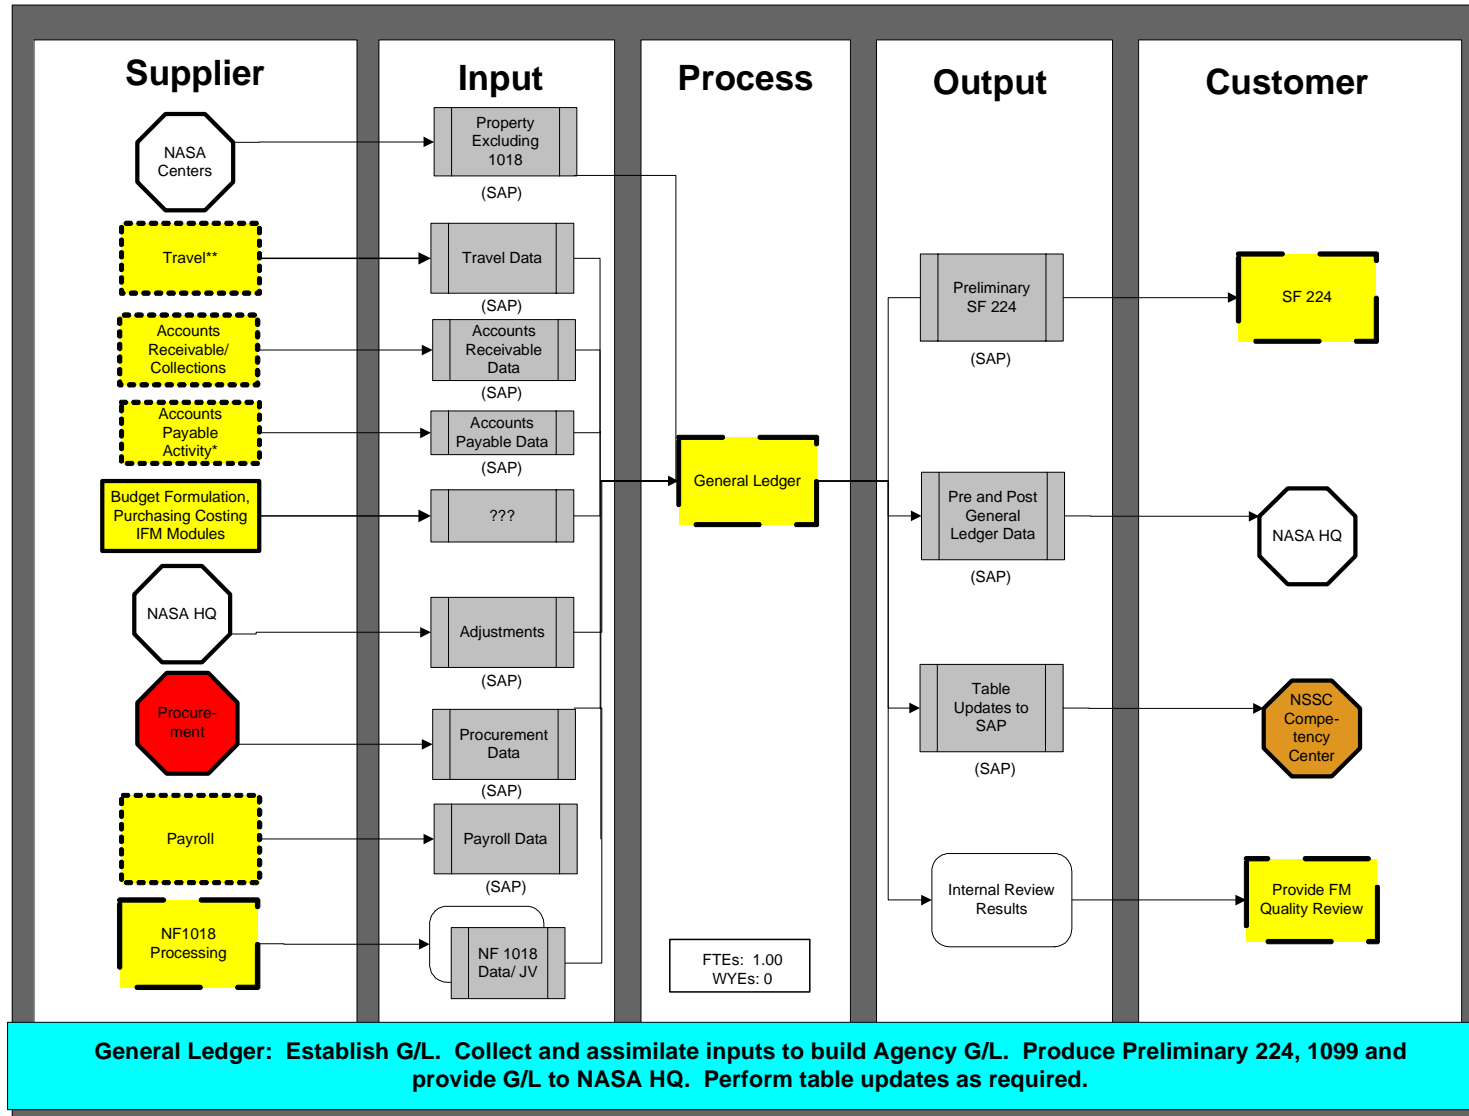 Supplier
Input
Process
Output
Customer
NASA
Centers
Property
Excluding
1018
(SAP)
Travel**
Travel Data
(SAP)
Preliminary
SF 224
(SAP)
SF 224
Accounts
Receivable/
Collections
Accounts
Receivable
Data
(SAP)
Accounts
Payable
Activity*
Accounts
Payable Data
(SAP)
General Ledger
Budget Formulation,
Purchasing Costing
IFM Modules
???
Pre and Post
General
Ledger Data
(SAP)
NASA HQ
NASA HQ
Adjustments
(SAP)
Procure-
ment
Procurement
Data
(SAP)
Table
Updates to
SAP
(SAP)
NSSC
Compe-
tency
Center
Payroll
Payroll Data
(SAP)
Internal Review
Results
Provide FM
Quality Review
NF1018
Processing
NF 1018
Data/ JV
FTEs: 1.00
WYEs: 0
General Ledger: Establish G/L. Collect and assimilate inputs to build Agency G/L. Produce Preliminary 224, 1099 and
provide G/L to NASA HQ. Perform table updates as required.